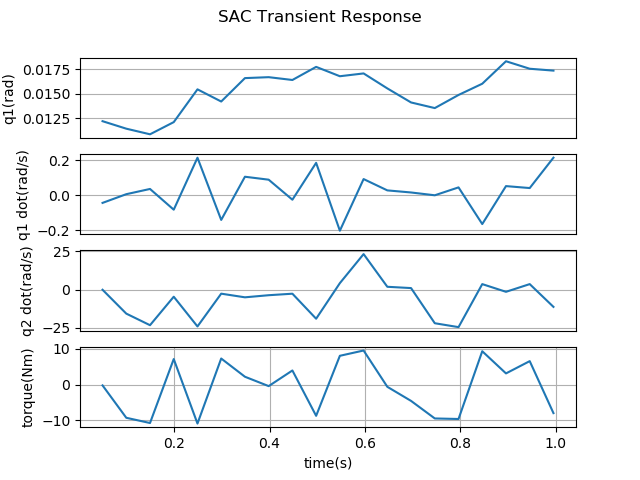 SAC Transient Response
0.0175
0.0150
0.0125
q1(rad)
0.2
0.0
−0.2
q1 dot(rad/s)
25
0
−25
q2 dot(rad/s)
10
0
−10
torque(Nm)
0.2 0.4 0.6 0.8 1.0
time(s)